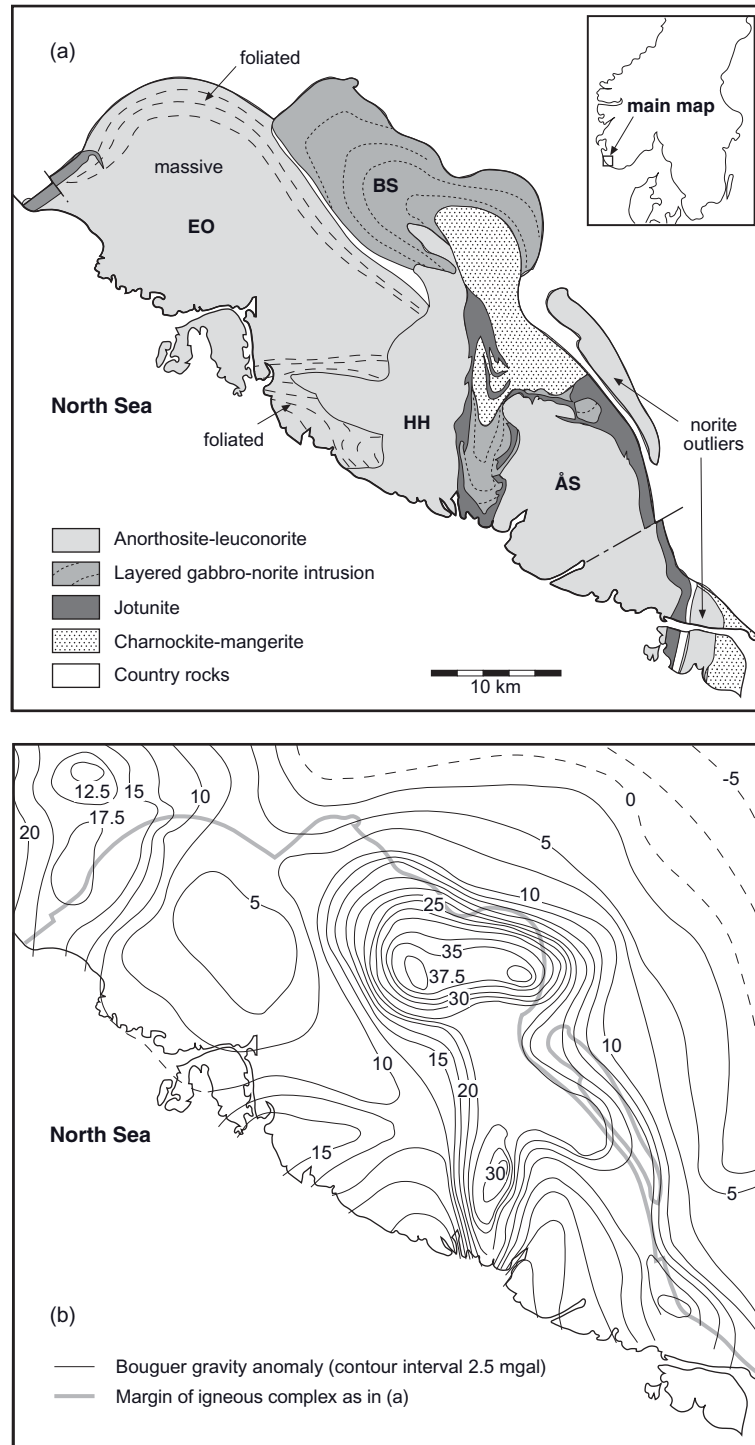 (a)
foliated
main map
massive
BS
EO
North Sea
HH
foliated
norite
outliers
ÅS
Anorthosite-leuconorite
Layered gabbro-norite intrusion
Jotunite
Charnockite-mangerite
Country rocks
10 km
12.5
15
10
-5
0
17.5
20
5
5
10
25
35
37.5
30
10
10
15
20
North Sea
15
30
5
(b)
Bouguer gravity anomaly (contour interval 2.5 mgal)
Margin of igneous complex as in (a)